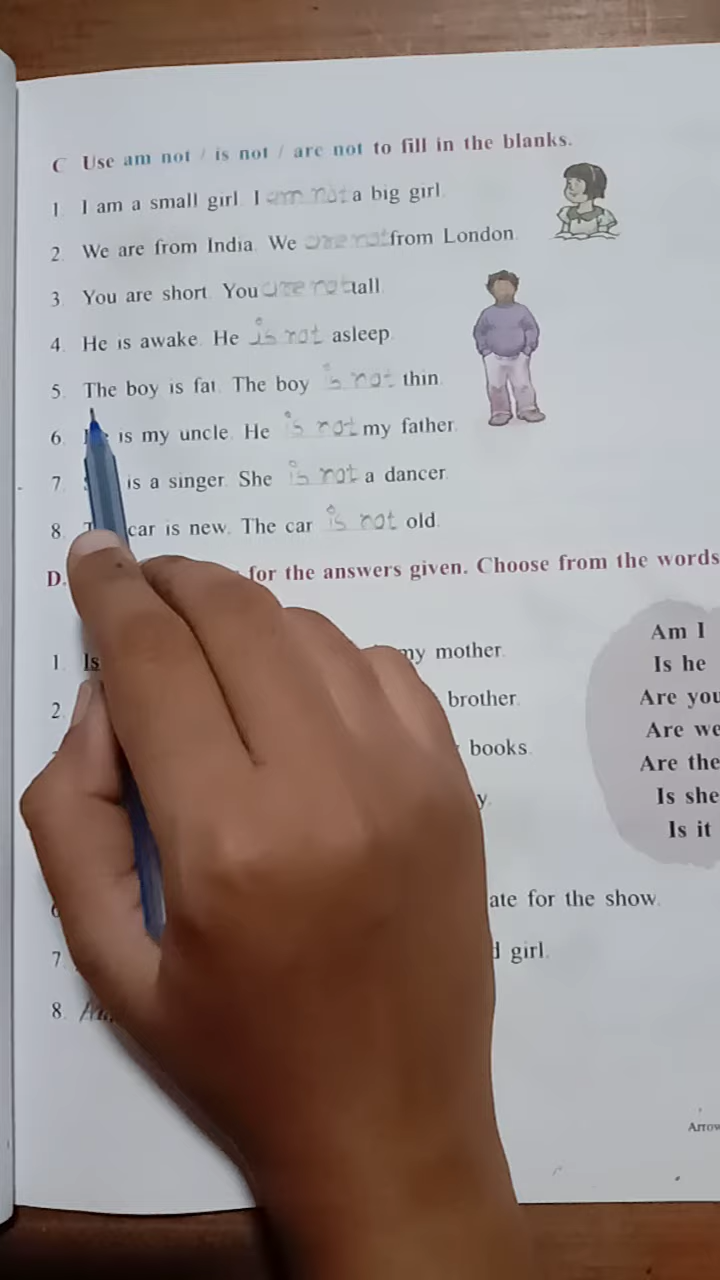 C Use am not / is not / are not to fill in the blanks.
1. I am a small girl. I am not a big girl.
2. We are from India. We are not from London.
3. You are short. You are not tall.
4. He is awake. He is not asleep.
5. The boy is fat. The boy is not thin.
6. is my uncle. He is not my father.
7. is a singer. She is not a dancer.
8. car is new. The car is not old.
D. for the answers given. Choose from the words
1. Is my mother.
2. brother.
books.
ate for the show.
7. girl.
8.
Am I
Is he
Are you
Are we
Are the
Is she
Is it
Arrow